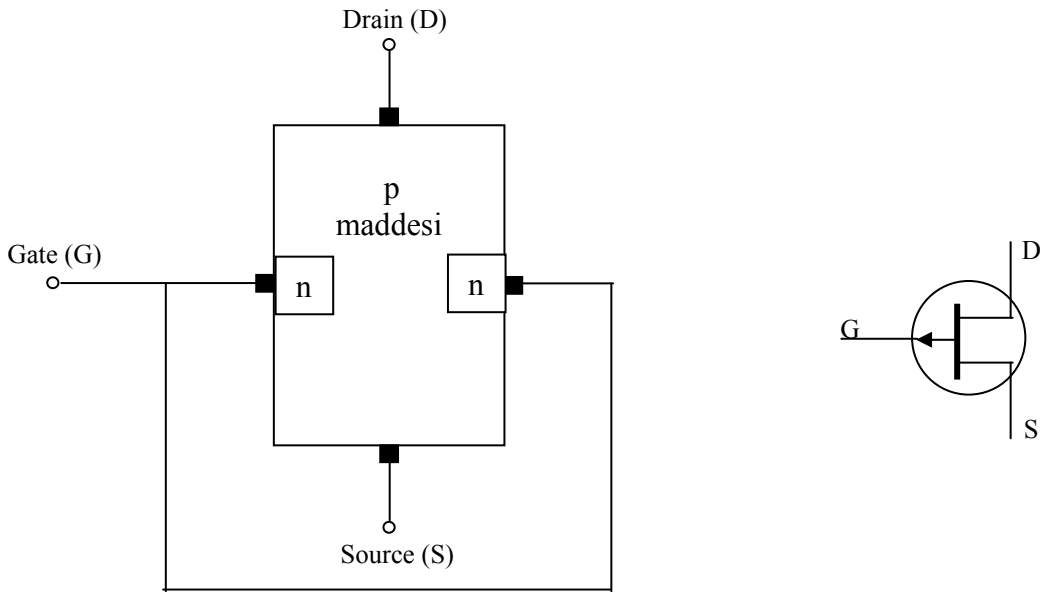 Drain (D)
p
maddesi
Gate (G)
n
n
D
G
S
Source (S)